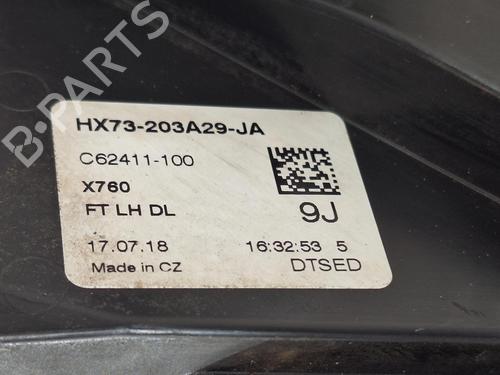 HX73-203A29-JA
C62411-100
X760
FT LH DL
9J
17.07.18 16:32:53 5
Made in CZ DTSED
B-PARTS